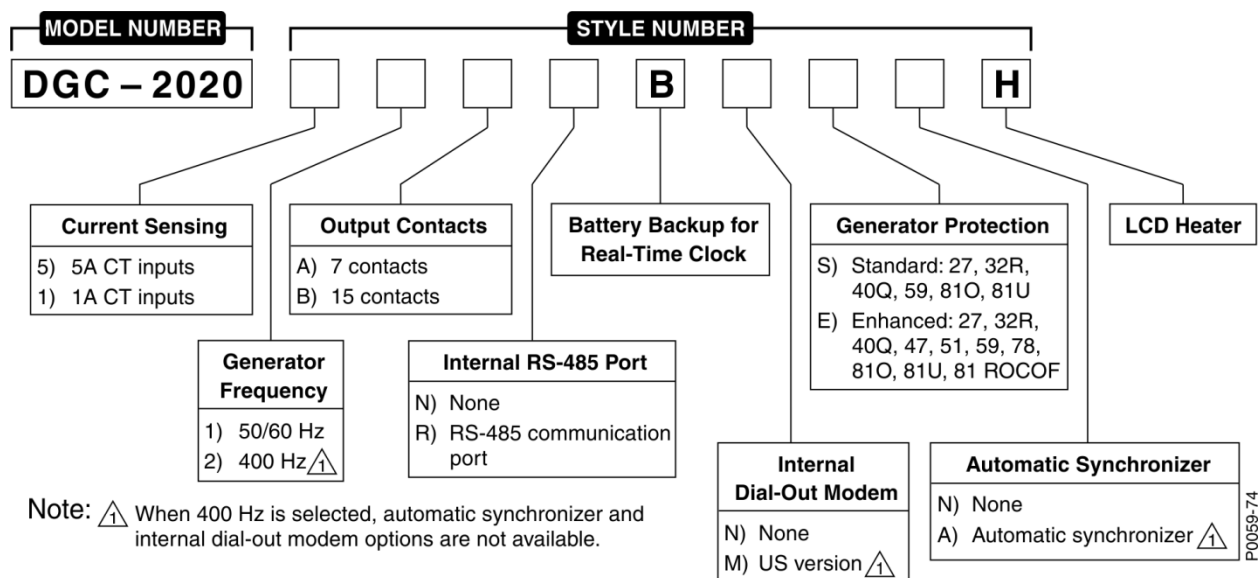 MODEL NUMBER
STYLE NUMBER
DGC – 2020
B
H
Current Sensing
5) 5A CT inputs
1) 1A CT inputs
Output Contacts
A) 7 contacts
B) 15 contacts
Battery Backup for
Real-Time Clock
Generator Protection
S) Standard: 27, 32R,
40Q, 59, 81O, 81U
E) Enhanced: 27, 32R,
40Q, 47, 51, 59, 78,
81O, 81U, 81 ROCOF
LCD Heater
Generator
Frequency
1) 50/60 Hz
2) 400 Hz 1
Internal RS-485 Port
N) None
R) RS-485 communication
port
Internal
Dial-Out Modem
N) None
M) US version 1
Automatic Synchronizer
N) None
A) Automatic synchronizer 1
Note: 1 When 400 Hz is selected, automatic synchronizer and
internal dial-out modem options are not available.
P0059-74